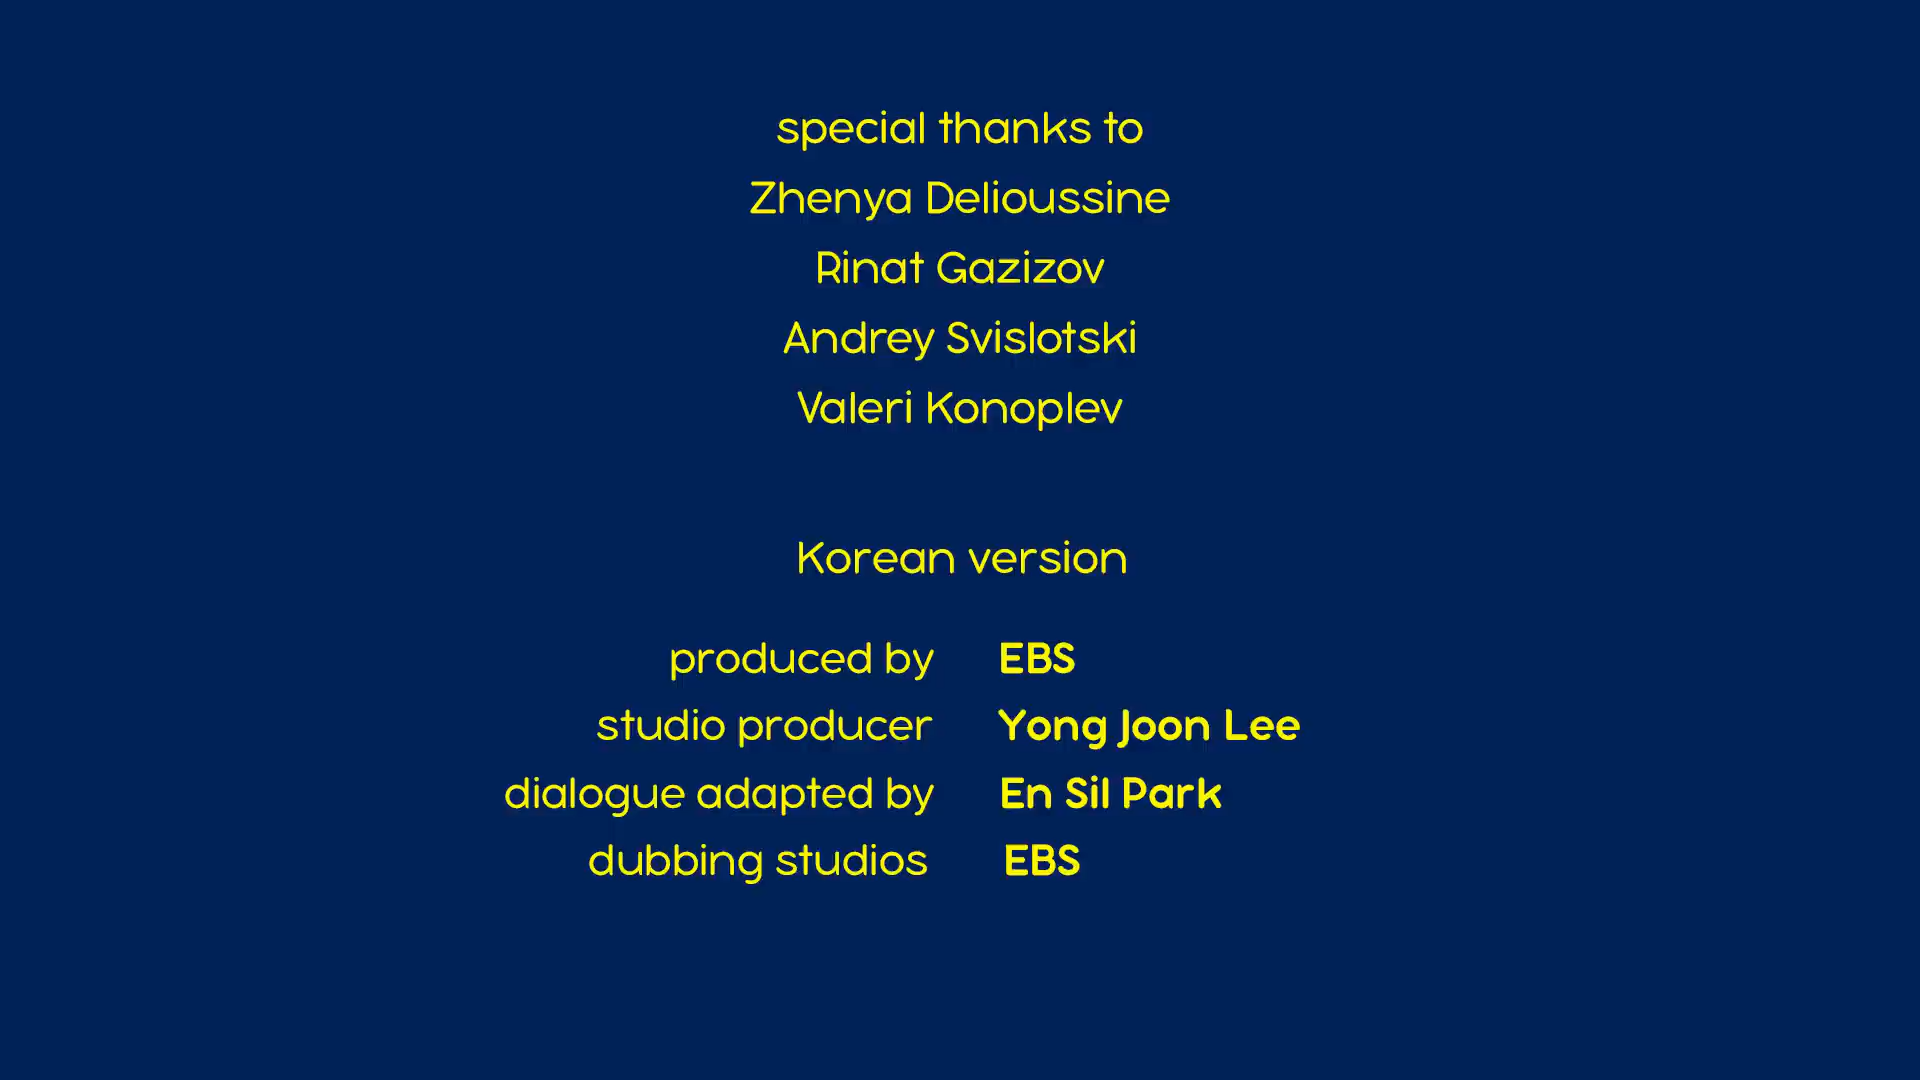 special thanks to
Zhenya Delioussine
Rinat Gazizov
Andrey Svislotski
Valeri Konoplev
Korean version
produced by EBS
studio producer Yong Joon Lee
dialogue adapted by En Sil Park
dubbing studios EBS